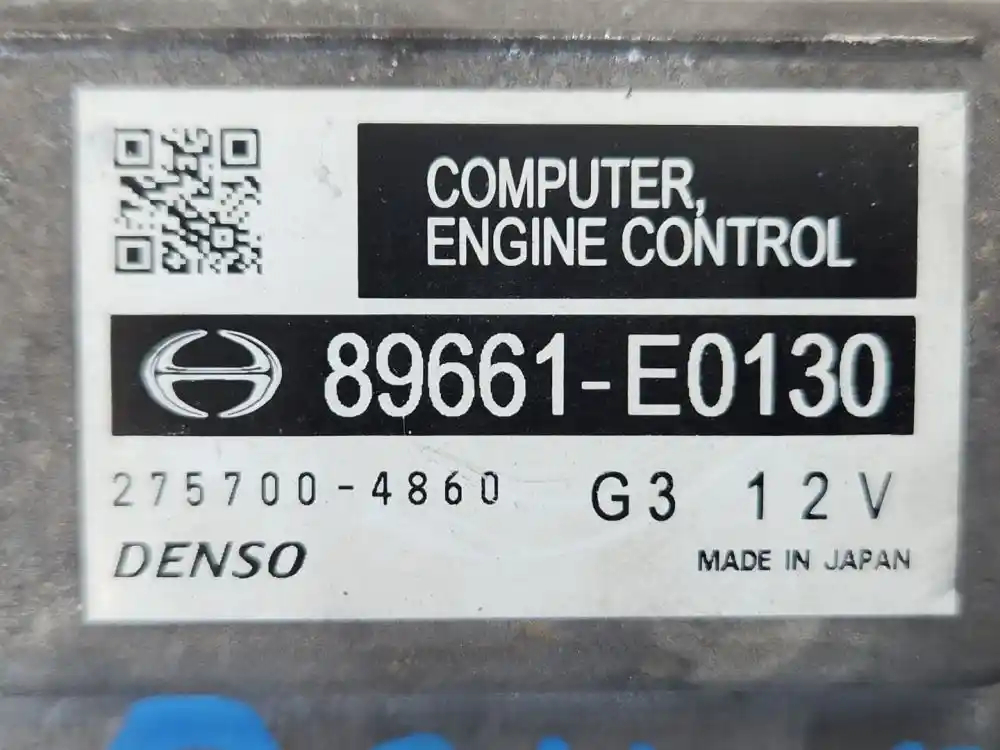 COMPUTER,
ENGINE CONTROL
89661-E0130
275700-4860 G3 12V
DENSO
MADE IN JAPAN